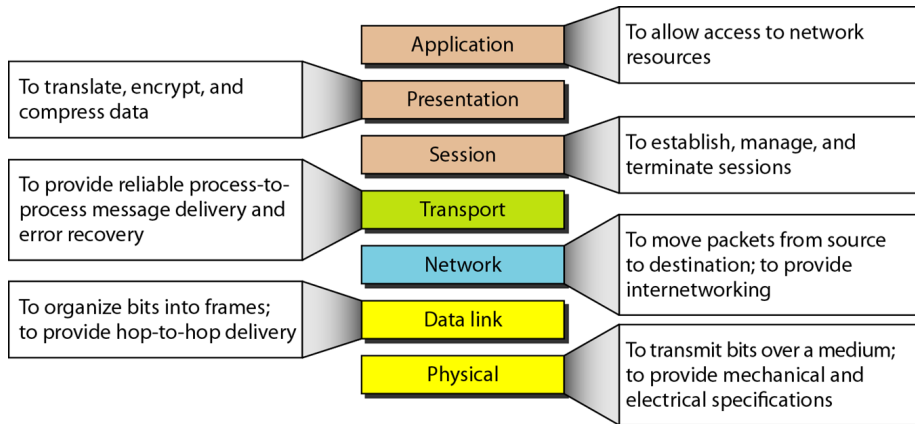 Application
To allow access to network
resources
To translate, encrypt, and
compress data
Presentation
Session
To establish, manage, and
terminate sessions
To provide reliable process-to-
process message delivery and
error recovery
Transport
Network
To move packets from source
to destination; to provide
internetworking
To organize bits into frames;
to provide hop-to-hop delivery
Data link
Physical
To transmit bits over a medium;
to provide mechanical and
electrical specifications